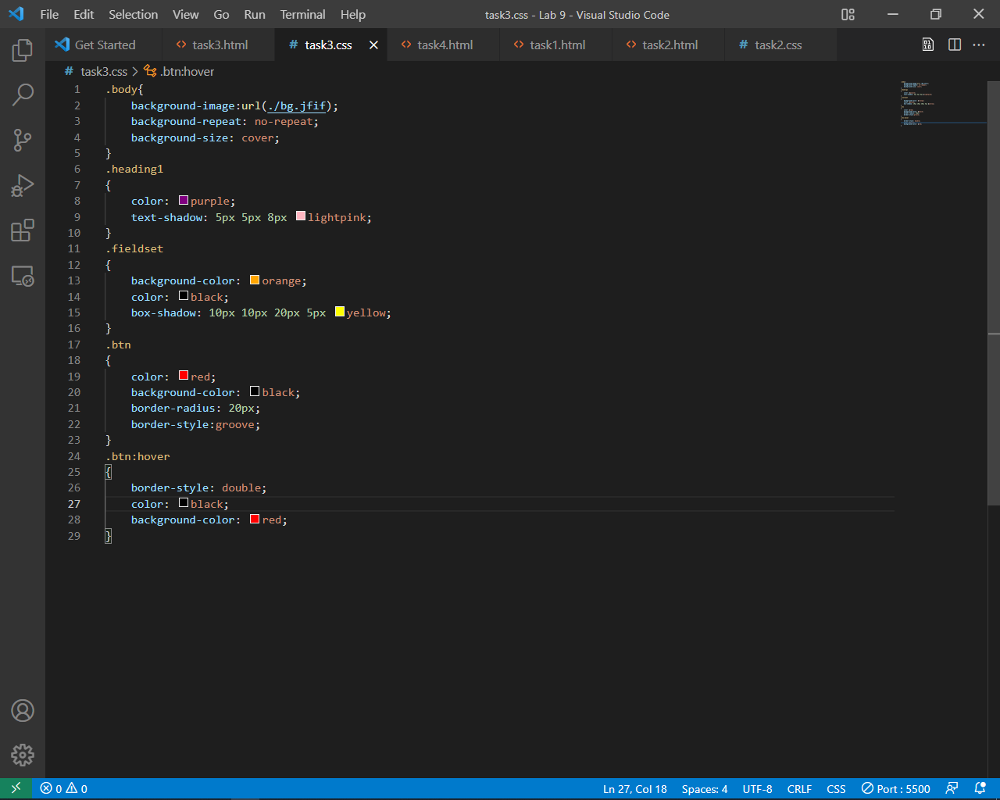 File Edit Selection View Go Run Terminal Help task3.css - Lab 9 - Visual Studio Code
Get Started task3.html task3.css task4.html task1.html task2.html task2.css
task3.css > .btn:hover
1 .body{
2 background-image:url(./bg.jfif);
3 background-repeat: no-repeat;
4 background-size: cover;
5 }
6 .heading1
7 {
8 color: purple;
9 text-shadow: 5px 5px 8px lightpink;
10 }
11 .fieldset
12 {
13 background-color: orange;
14 color: black;
15 box-shadow: 10px 10px 20px 5px yellow;
16 }
17 .btn
18 {
19 color: red;
20 background-color: black;
21 border-radius: 20px;
22 border-style:groove;
23 }
24 .btn:hover
25 {
26 border-style: double;
27 color: black;
28 background-color: red;
29 }
0 0 Ln 27, Col 18 Spaces: 4 UTF-8 CRLF CSS Port : 5500